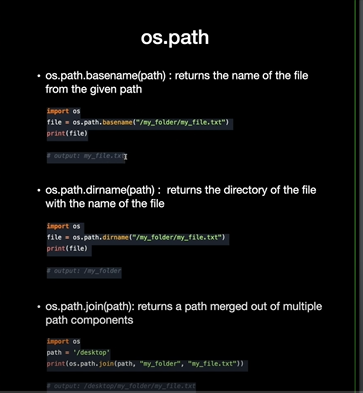 os.path
• os.path.basename(path) : returns the name of the file
from the given path
import os
file = os.path.basename("/my_folder/my_file.txt")
print(file)
# output: my_file.txt
• os.path.dirname(path) :  returns the directory of the file
with the name of the file
import os
file = os.path.dirname("/my_folder/my_file.txt")
print(file)
# output: /my_folder
• os.path.join(path): returns a path merged out of multiple
path components
import os
path = '/desktop'
print(os.path.join(path, "my_folder", "my_file.txt"))
# output: /desktop/my_folder/my_file.txt